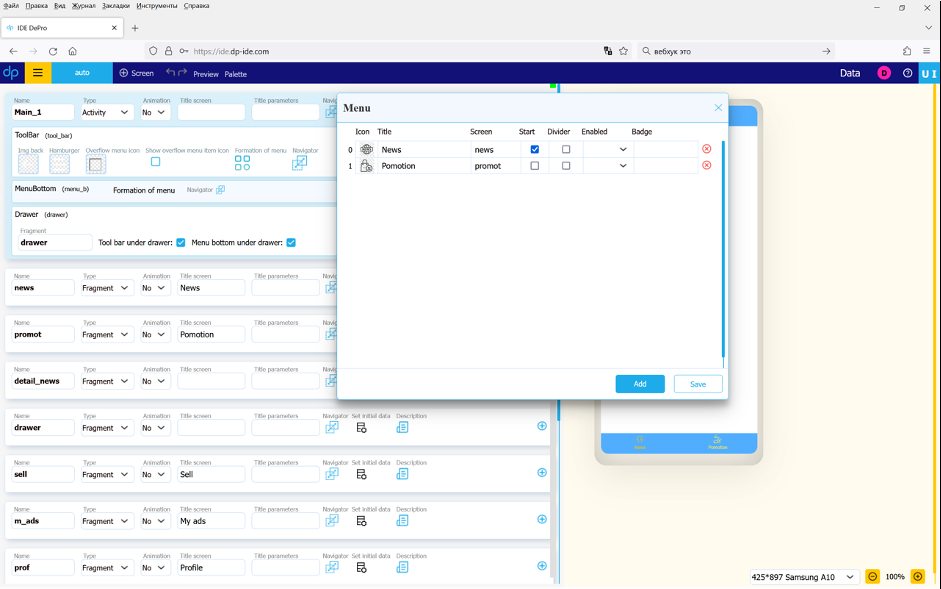 Файл Правка Вид Журнал Закладки Инструменты Справка
dp IDE DePro
https://ide.dp-ide.com
вебхук это
dp auto Screen Preview Palette Data D UI
Name Type Animation Title screen Title parameters Navig
Main_1 Activity No
ToolBar (tool_bar)
Img back Hamburger Overflow menu icon Show overflow menu item icon Formation of menu Navigator
MenuBottom (menu_b) Formation of menu Navigator
Drawer (drawer)
Fragment
drawer Tool bar under drawer: Menu bottom under drawer:
Menu
Icon Title Screen Start Divider Enabled Badge
0 News news
1 Pomotion promot
Add Save
Name Type Animation Title screen Title parameters Navig
news Fragment No News
Name Type Animation Title screen Title parameters Navig
promot Fragment No Pomotion
Name Type Animation Title screen Title parameters Navig
detail_news Fragment No
Name Type Animation Title screen Title parameters Navigator Set initial data Description
drawer Fragment No
Name Type Animation Title screen Title parameters Navigator Set initial data Description
sell Fragment No Sell
Name Type Animation Title screen Title parameters Navigator Set initial data Description
m_ads Fragment No My ads
Name Type Animation Title screen Title parameters Navigator Set initial data Description
prof Fragment No Profile
News Pomotion
425*897 Samsung A10 100%